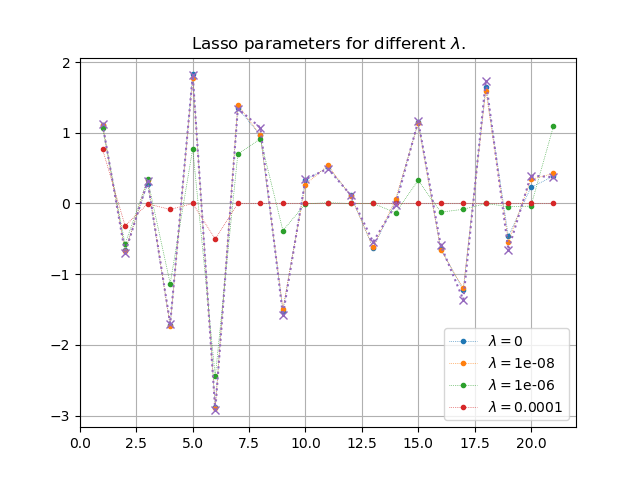 Lasso parameters for different λ.
2
1
0
−1
−2
−3
λ = 0
λ = 1e-08
λ = 1e-06
λ = 0.0001
0.0 2.5 5.0 7.5 10.0 12.5 15.0 17.5 20.0